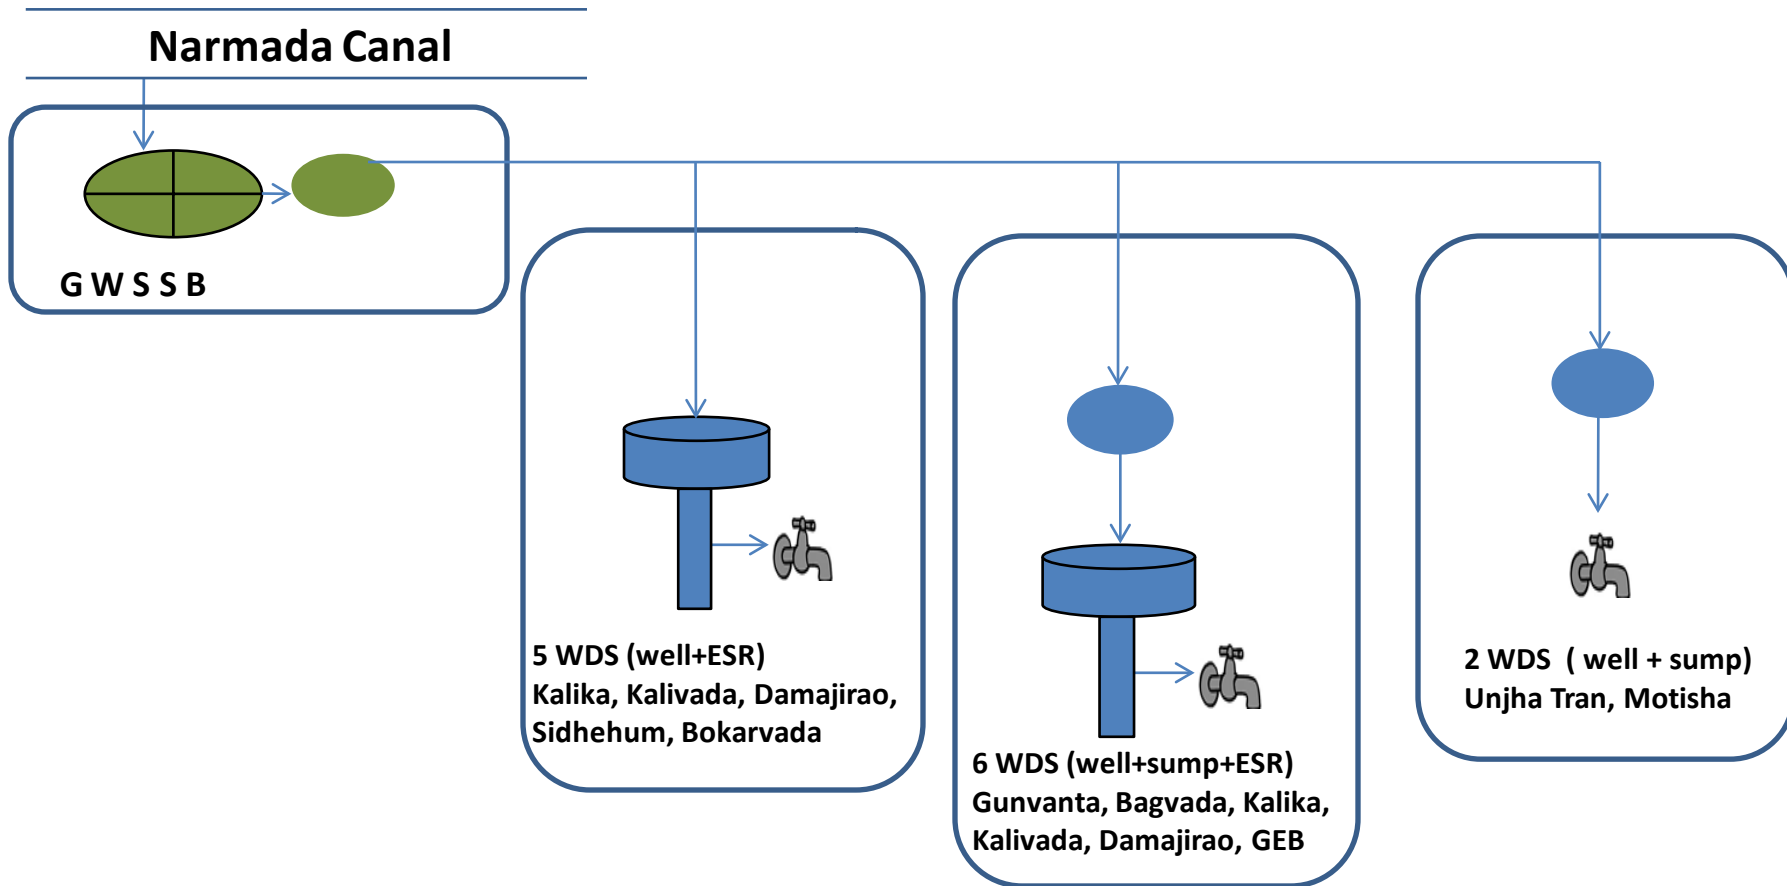 Narmada Canal
G W S S B
5 WDS (well+ESR)
Kalika, Kalivada, Damajirao,
Sidhehum, Bokarvada
6 WDS (well+sump+ESR)
Gunvanta, Bagvada, Kalika,
Kalivada, Damajirao, GEB
2 WDS ( well + sump)
Unjha Tran, Motisha